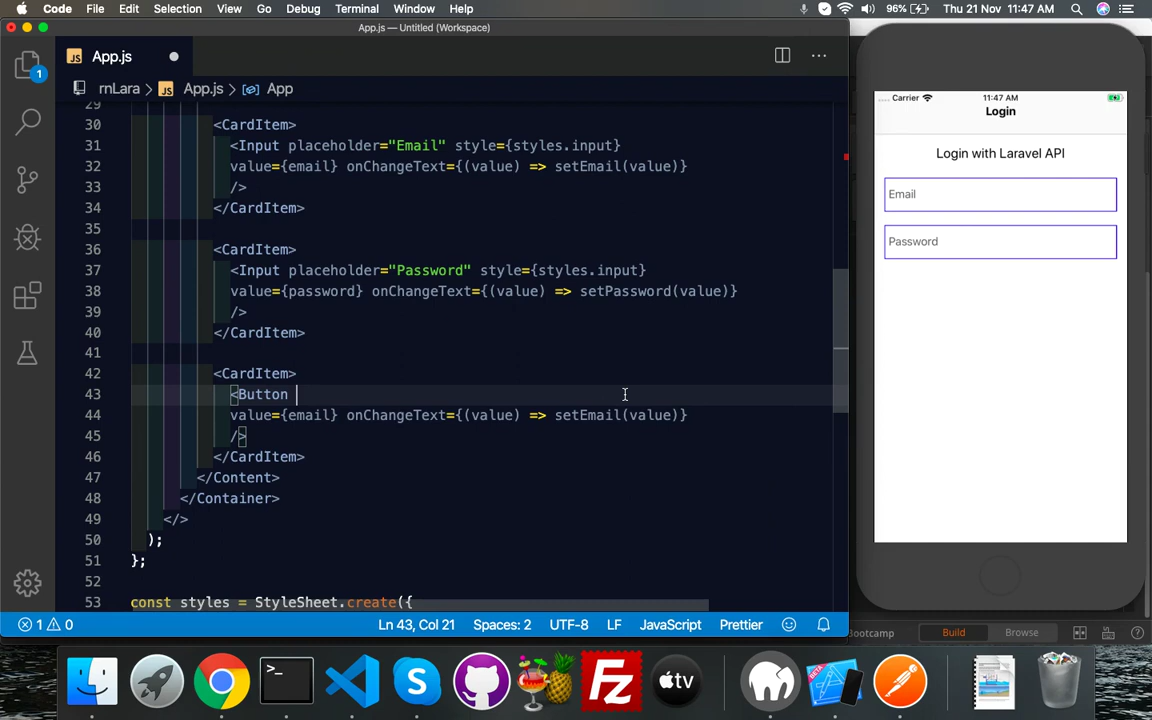 Code File Edit Selection View Go Debug Terminal Window Help 96% Thu 21 Nov 11:47 AM
App.js — Untitled (Workspace)
JS App.js
rnLara > JS App.js > App
1
29
30 <CardItem>
31 <Input placeholder="Email" style={styles.input}
32 value={email} onChangeText={(value) => setEmail(value)}
33 />
34 </CardItem>
35
36 <CardItem>
37 <Input placeholder="Password" style={styles.input}
38 value={password} onChangeText={(value) => setPassword(value)}
39 />
40 </CardItem>
41
42 <CardItem>
43 <Button
44 value={email} onChangeText={(value) => setEmail(value)}
45 />
46 </CardItem>
47 </Content>
48 </Container>
49 </>
50 );
51 };
52
53 const styles = StyleSheet.create({
1 0 Ln 43, Col 21 Spaces: 2 UTF-8 LF JavaScript Prettier
Carrier 11:47 AM
Login
Login with Laravel API
Email
Password
Bootcamp Build Browse
tv